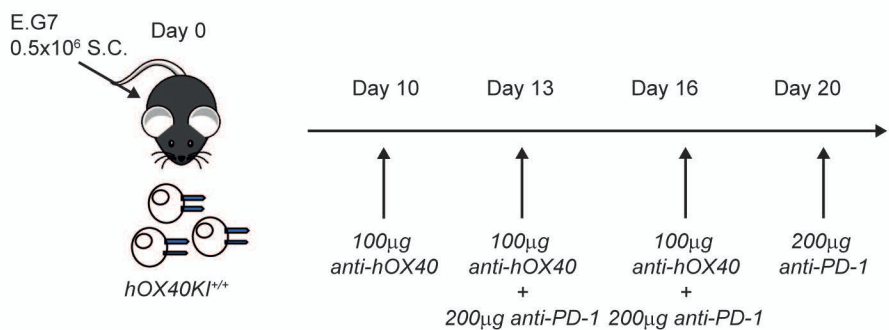 E.G7
0.5x10⁶ S.C.
Day 0
Day 10
Day 13
Day 16
Day 20
hOX40KI⁺/⁺
100µg
anti-hOX40
100µg
anti-hOX40
+
200µg anti-PD-1
100µg
anti-hOX40
+
200µg anti-PD-1
200µg
anti-PD-1